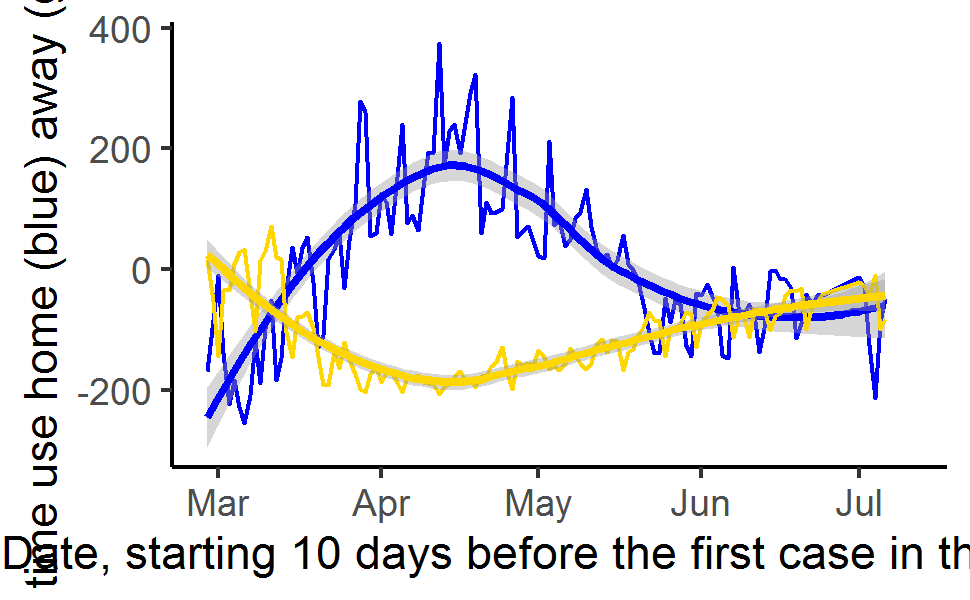 time use home (blue) away (
400
200
0
-200
Mar Apr May Jun Jul
Date, starting 10 days before the first case in th